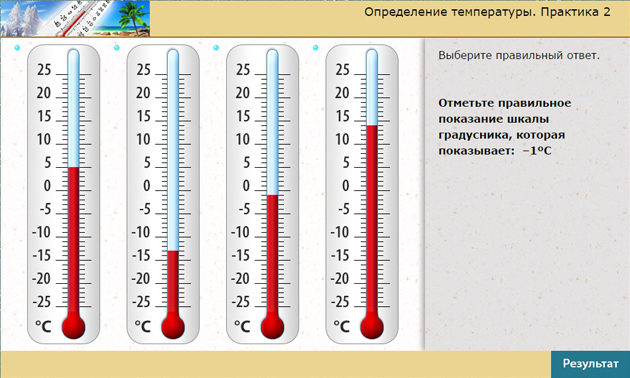 Определение температуры. Практика 2
Выберите правильный ответ.
Отметьте правильное
показание шкалы
градусника, которая
показывает: –1ºС
25 25 25 25
20 20 20 20
15 15 15 15
10 10 10 10
5 5 5 5
0 0 0 0
-5 -5 -5 -5
-10 -10 -10 -10
-15 -15 -15 -15
-20 -20 -20 -20
-25 -25 -25 -25
°C °C °C °C
Результат